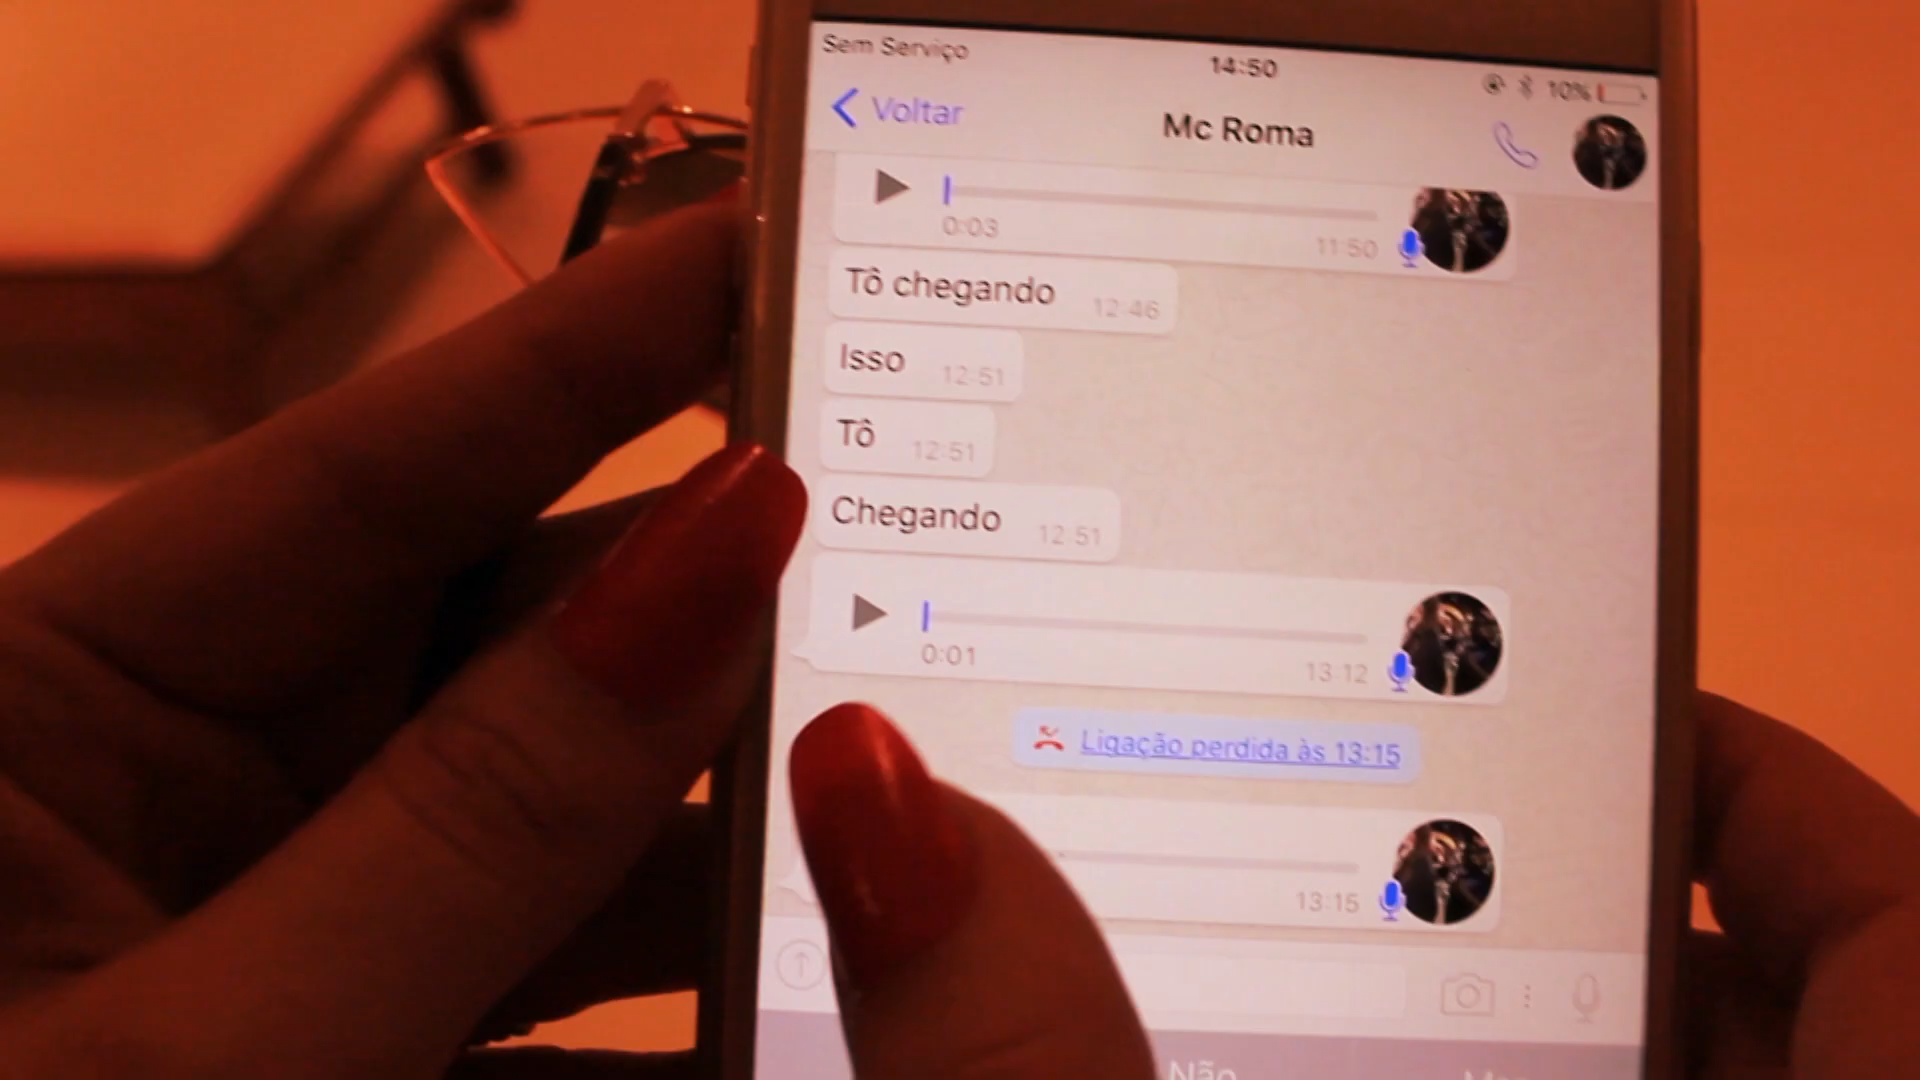 Sem Serviço
14:50
10%
Voltar
Mc Roma
0:03
11:50
Tô chegando 12:46
Isso 12:51
Tô 12:51
Chegando 12:51
0:01
13:12
Ligação perdida às 13:15
13:15
Não